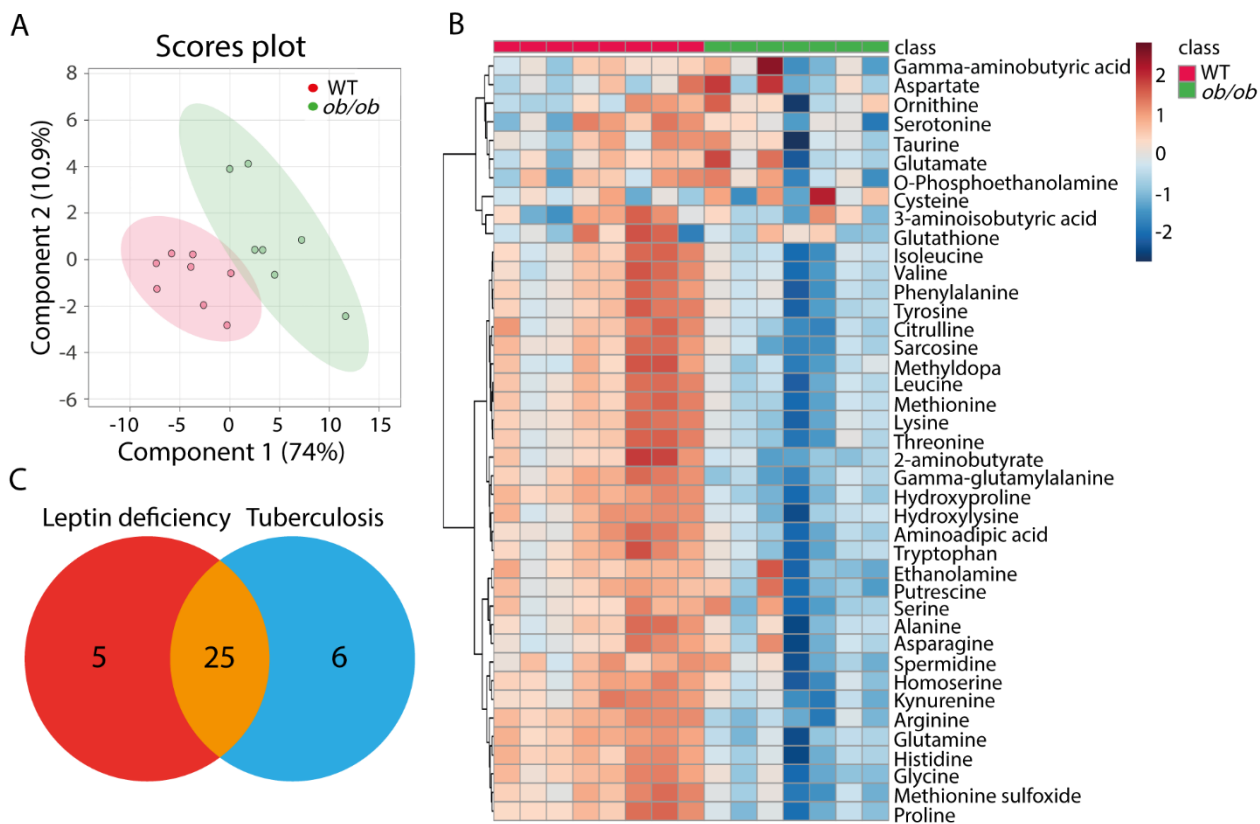 A
Scores plot
WT
ob/ob
8
6
4
2
0
-2
-4
-6
Component 2 (10.9%)
-10
-5
0
5
10
15
Component 1 (74%)
B
class
Gamma-aminobutyric acid
Aspartate
Ornithine
Serotonine
Taurine
Glutamate
O-Phosphoethanolamine
Cysteine
3-aminoisobutyric acid
Glutathione
Isoleucine
Valine
Phenylalanine
Tyrosine
Citrulline
Sarcosine
Methyldopa
Leucine
Methionine
Lysine
Threonine
2-aminobutyrate
Gamma-glutamylalanine
Hydroxyproline
Hydroxylysine
Aminoadipic acid
Tryptophan
Ethanolamine
Putrescine
Serine
Alanine
Asparagine
Spermidine
Homoserine
Kynurenine
Arginine
Glutamine
Histidine
Glycine
Methionine sulfoxide
Proline
2
1
0
-1
-2
class
WT
ob/ob
C
Leptin deficiency
Tuberculosis
5
25
6